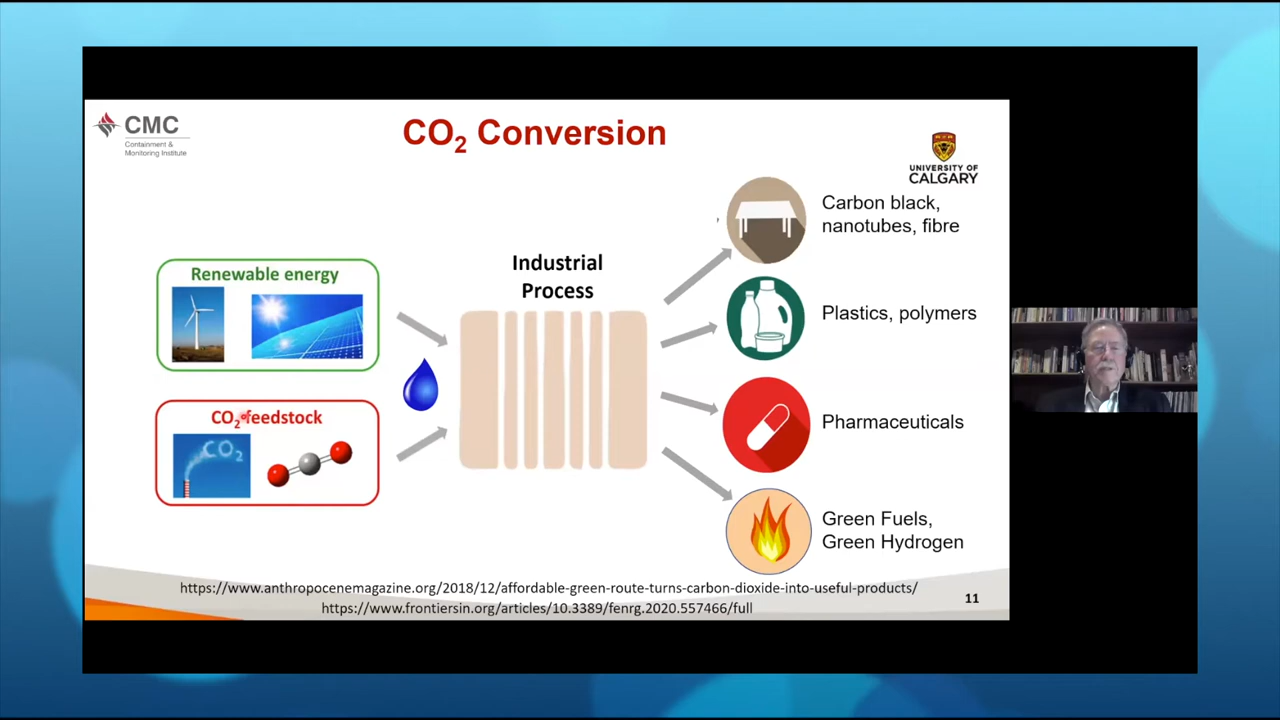 CMC
Containment &
Monitoring Institute
CO2 Conversion
UNIVERSITY OF
CALGARY
Renewable energy
CO2 feedstock
CO2
Industrial
Process
Carbon black,
nanotubes, fibre
Plastics, polymers
Pharmaceuticals
Green Fuels,
Green Hydrogen
https://www.anthropocenemagazine.org/2018/12/affordable-green-route-turns-carbon-dioxide-into-useful-products/
https://www.frontiersin.org/articles/10.3389/fenrg.2020.557466/full
11